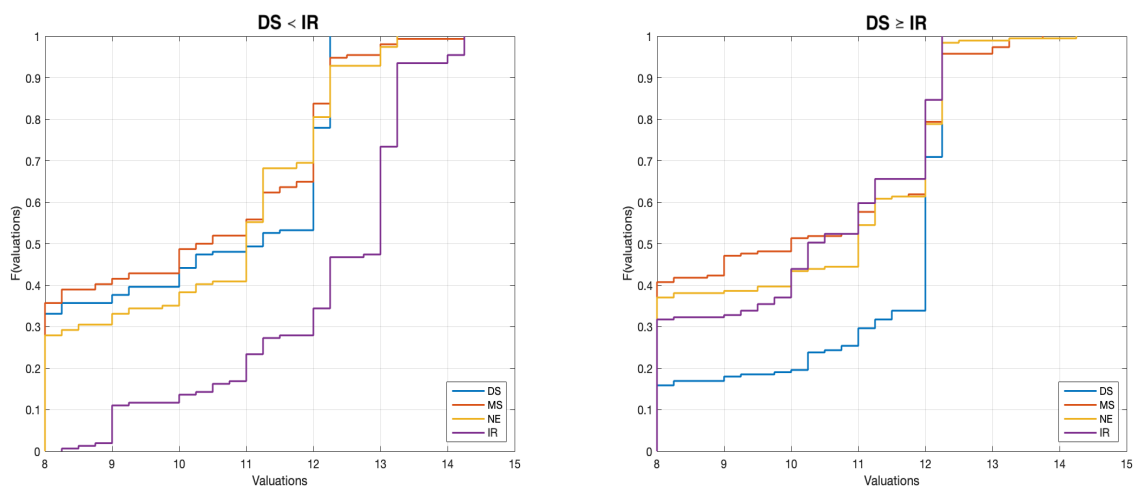 DS < IR
1
0.9
0.8
0.7
0.6
0.5
0.4
0.3
0.2
0.1
0
F(valuations)
8 9 10 11 12 13 14 15
Valuations
DS
MS
NE
IR
DS ≥ IR
1
0.9
0.8
0.7
0.6
0.5
0.4
0.3
0.2
0.1
0
F(valuations)
8 9 10 11 12 13 14 15
Valuations
DS
MS
NE
IR